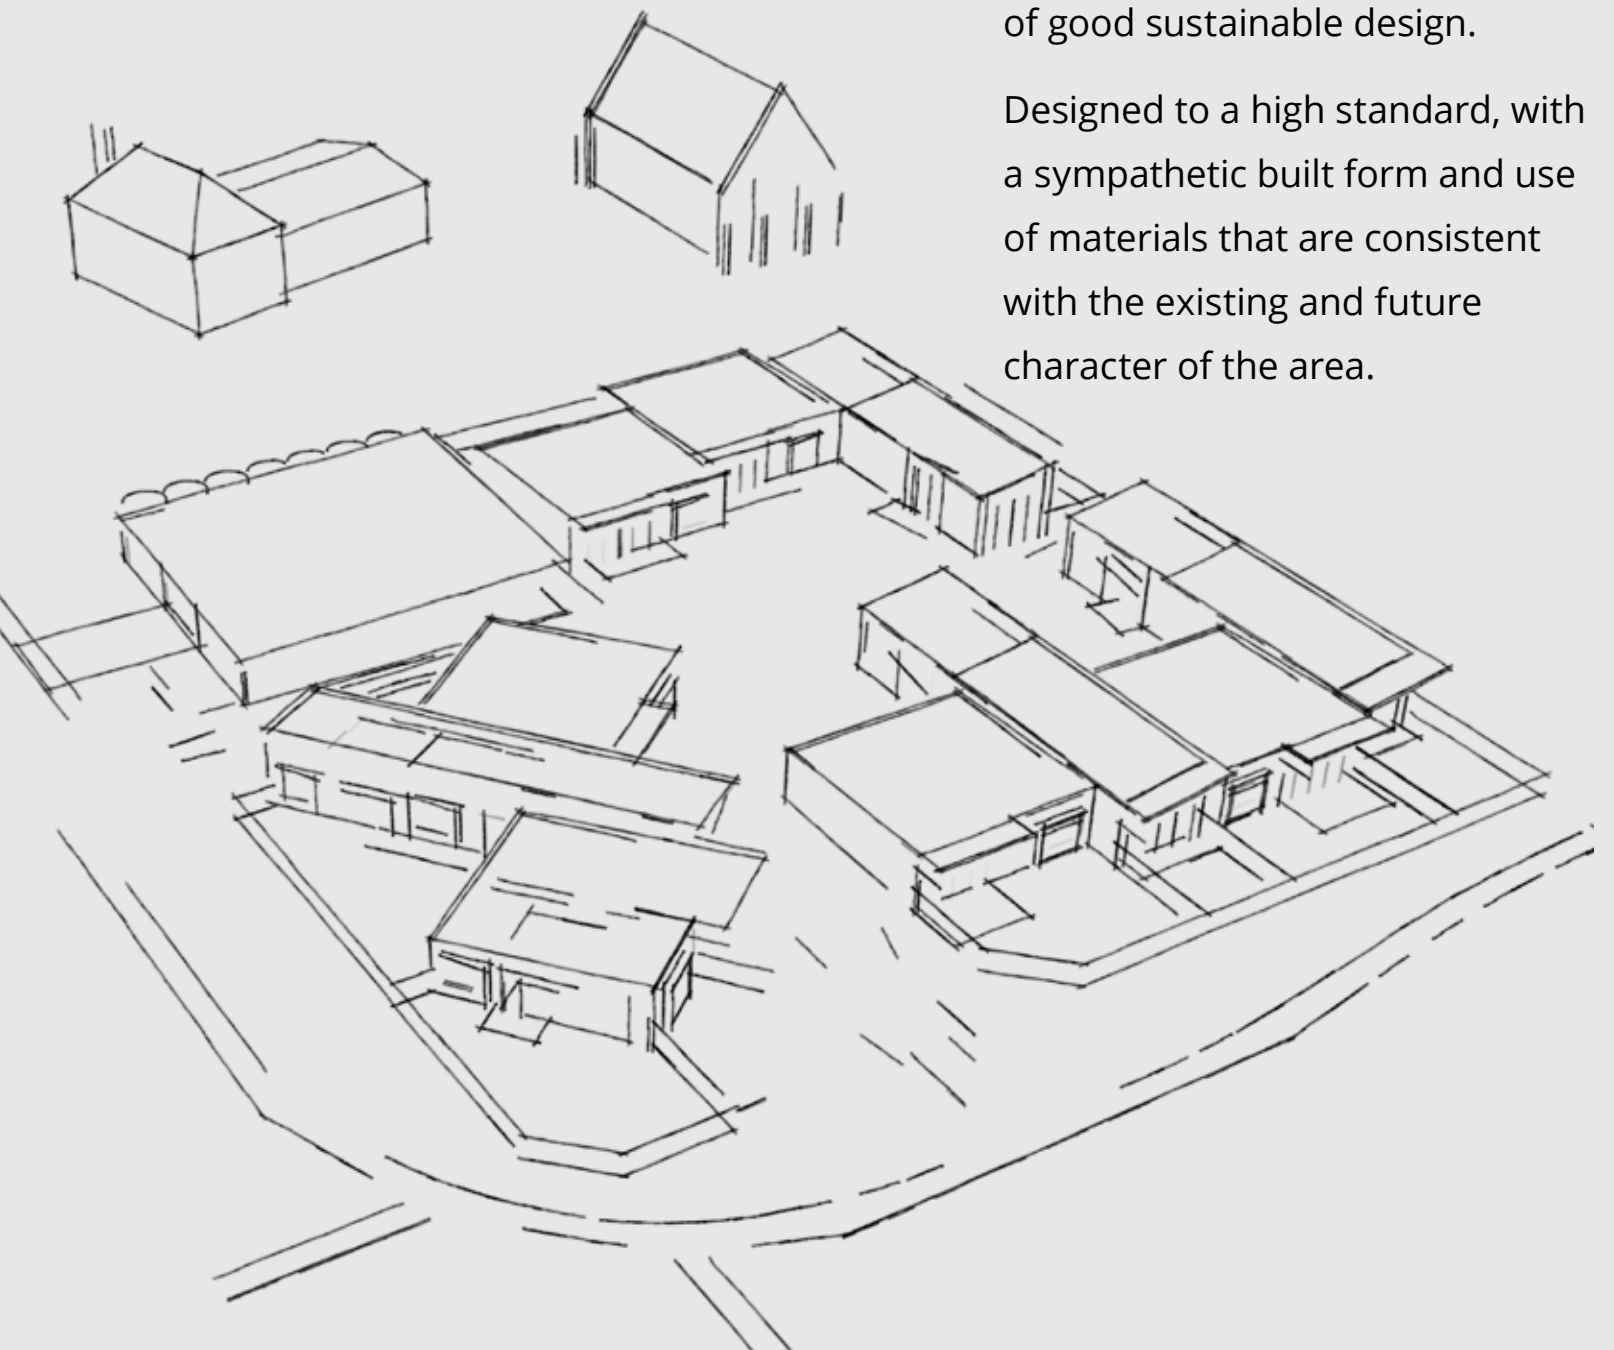 of good sustainable design.
Designed to a high standard, with
a sympathetic built form and use
of materials that are consistent
with the existing and future
character of the area.